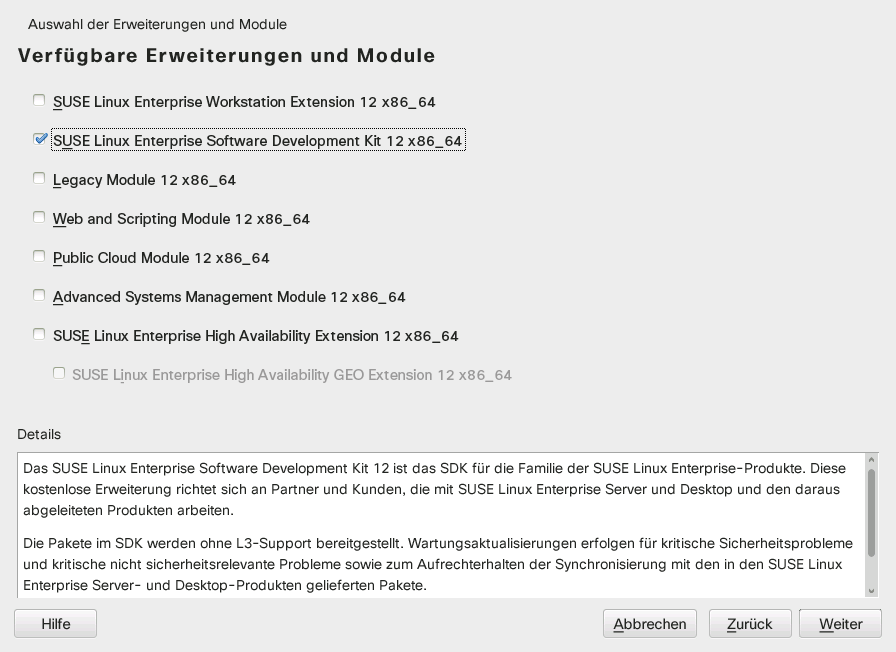 Auswahl der Erweiterungen und Module
Verfügbare Erweiterungen und Module
SUSE Linux Enterprise Workstation Extension 12 x86_64
SUSE Linux Enterprise Software Development Kit 12 x86_64
Legacy Module 12 x86_64
Web and Scripting Module 12 x86_64
Public Cloud Module 12 x86_64
Advanced Systems Management Module 12 x86_64
SUSE Linux Enterprise High Availability Extension 12 x86_64
SUSE Linux Enterprise High Availability GEO Extension 12 x86_64
Details
Das SUSE Linux Enterprise Software Development Kit 12 ist das SDK für die Familie der SUSE Linux Enterprise-Produkte. Diese
kostenlose Erweiterung richtet sich an Partner und Kunden, die mit SUSE Linux Enterprise Server und Desktop und den daraus
abgeleiteten Produkten arbeiten.
Die Pakete im SDK werden ohne L3-Support bereitgestellt. Wartungsaktualisierungen erfolgen für kritische Sicherheitsprobleme
und kritische nicht sicherheitsrelevante Probleme sowie zum Aufrechterhalten der Synchronisierung mit den in den SUSE Linux
Enterprise Server- und Desktop-Produkten gelieferten Pakete.
Hilfe
Abbrechen
Zurück
Weiter